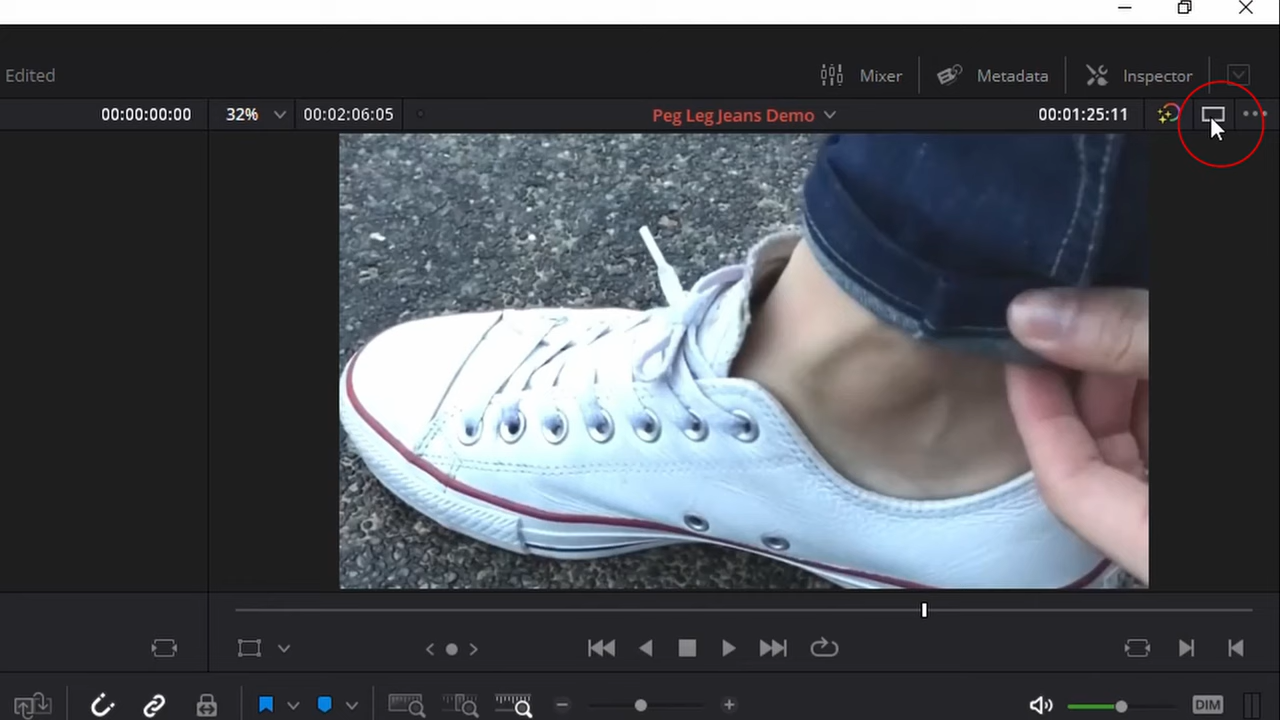 Edited
Mixer
Metadata
Inspector
00:00:00:00
32%
00:02:06:05
Peg Leg Jeans Demo
00:01:25:11
DIM